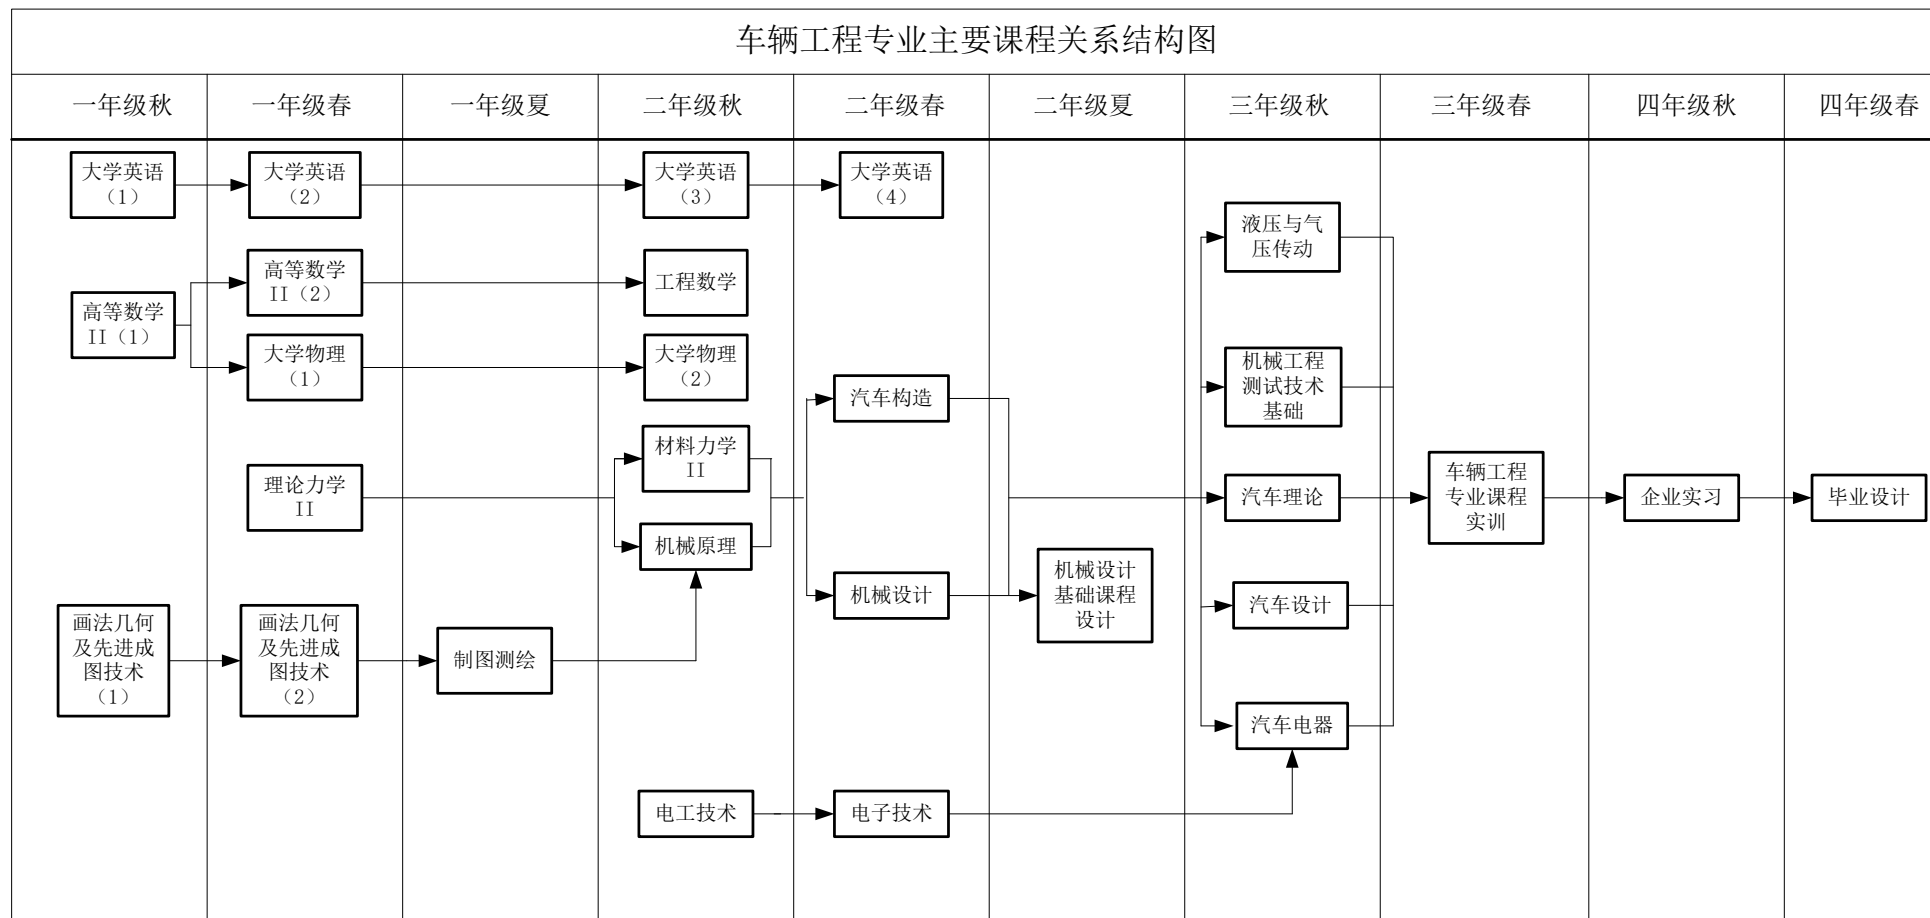 车辆工程专业主要课程关系结构图
一年级秋
一年级春
一年级夏
二年级秋
二年级春
二年级夏
三年级秋
三年级春
四年级秋
四年级春
大学英语
（1）
大学英语
（2）
大学英语
（3）
大学英语
（4）
高等数学
II（1）
高等数学
II（2）
工程数学
大学物理
（1）
大学物理
（2）
理论力学
II
材料力学
II
机械原理
画法几何
及先进成
图技术
（1）
画法几何
及先进成
图技术
（2）
制图测绘
汽车构造
机械设计
机械设计
基础课程
设计
电工技术
电子技术
液压与气
压传动
机械工程
测试技术
基础
汽车理论
汽车设计
汽车电器
车辆工程
专业课程
实训
企业实习
毕业设计